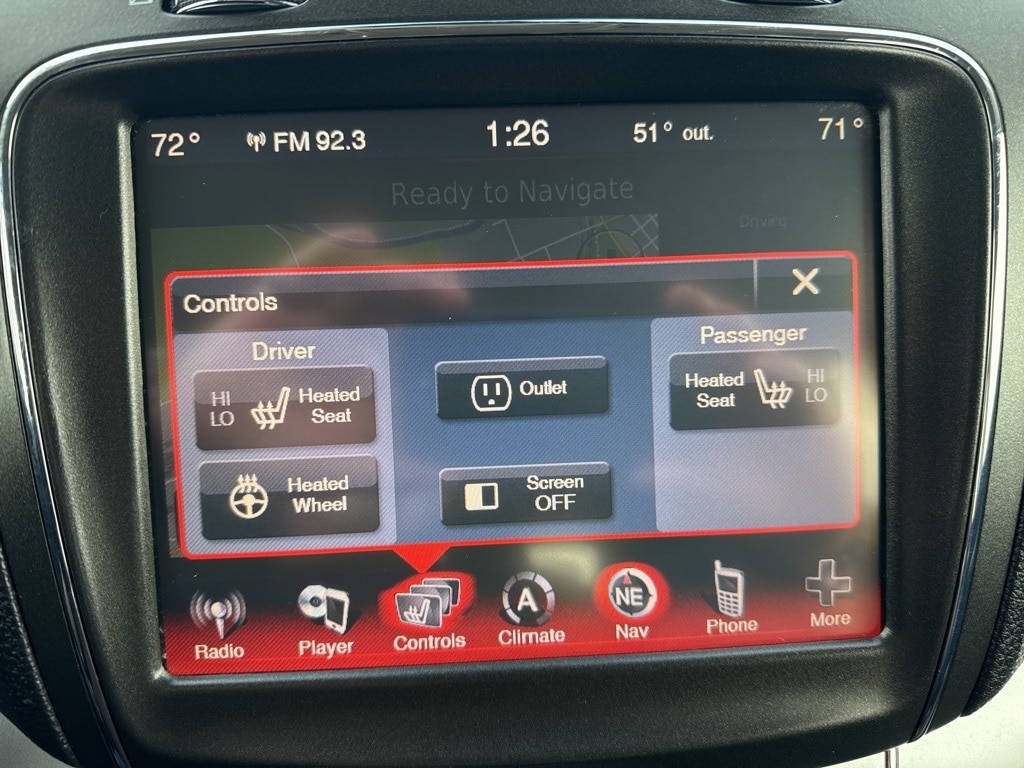 72° FM 92.3 1:26 51° out. 71°
Ready to Navigate
Driving
Controls
Driver
Passenger
HI
LO
Heated
Seat
Outlet
Heated
Seat
HI
LO
Heated
Wheel
Screen
OFF
A
NE
Radio
Player
Controls
Climate
Nav
Phone
More